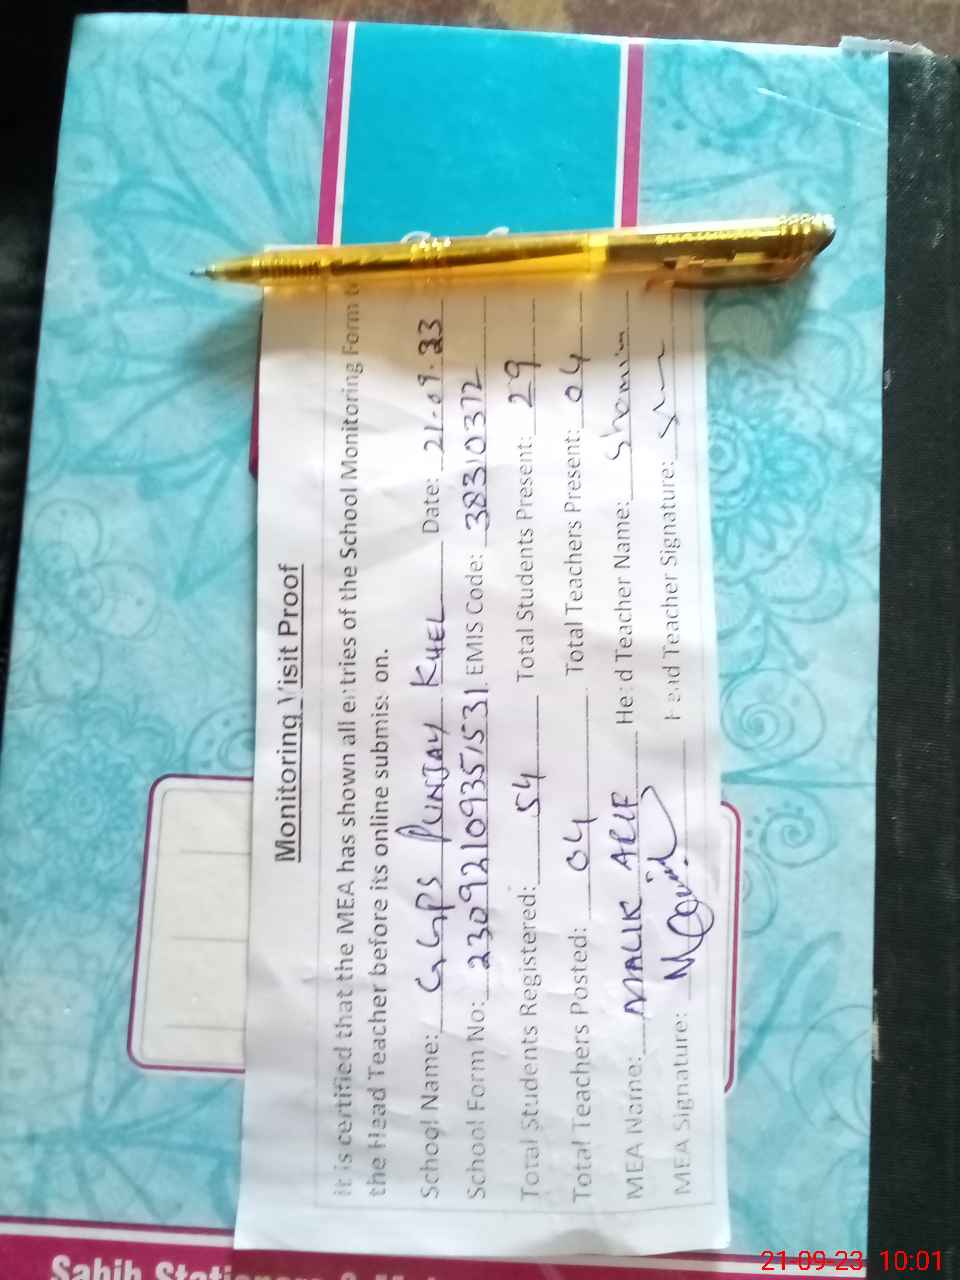 Monitoring Visit Proof
It is certified that the MEA has shown all entries of the School Monitoring Form t
the Head Teacher before its online submission.
School Name: GGPS PUNJAY KHEL Date: 21-09-23
School Form No: 23092109351531 EMIS Code: 38310372
Total Students Registered: 54 Total Students Present: 29
Total Teachers Posted: 04 Total Teachers Present: 04
MEA Name: MALIK ARIF Head Teacher Name: Shamim
MEA Signature: Head Teacher Signature:
Sahib Stationers &
21-09-23 10:01